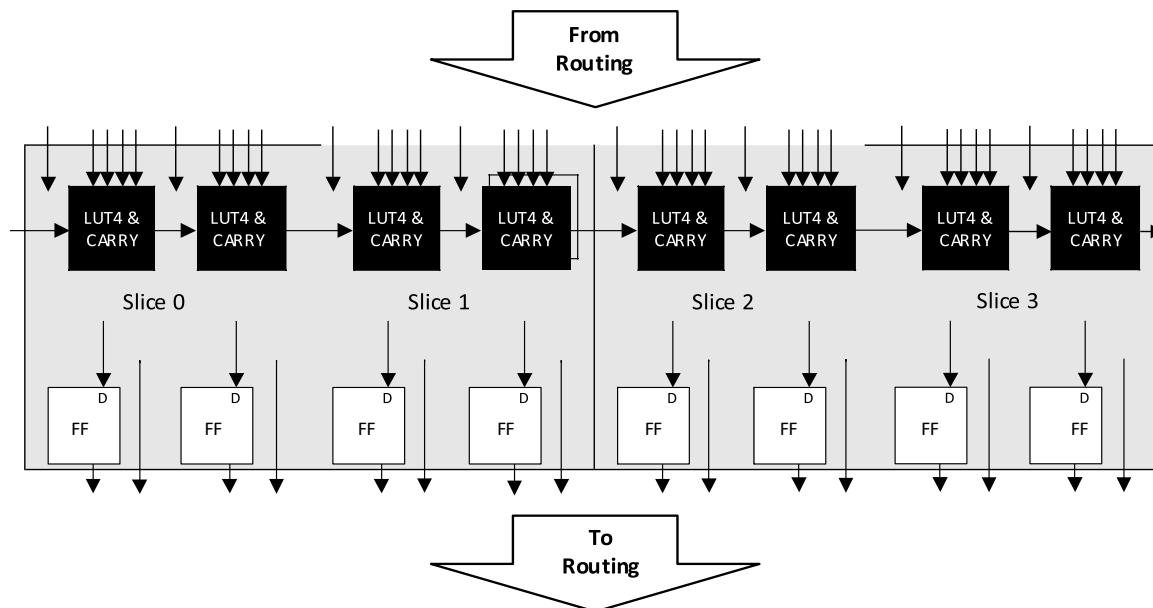 From
Routing
LUT4 & LUT4 & LUT4 & LUT4 & LUT4 & LUT4 & LUT4 & LUT4 &
CARRY CARRY CARRY CARRY CARRY CARRY CARRY CARRY
Slice 0 Slice 1 Slice 2 Slice 3
D D D D D D D D
FF FF FF FF FF FF FF FF
To
Routing